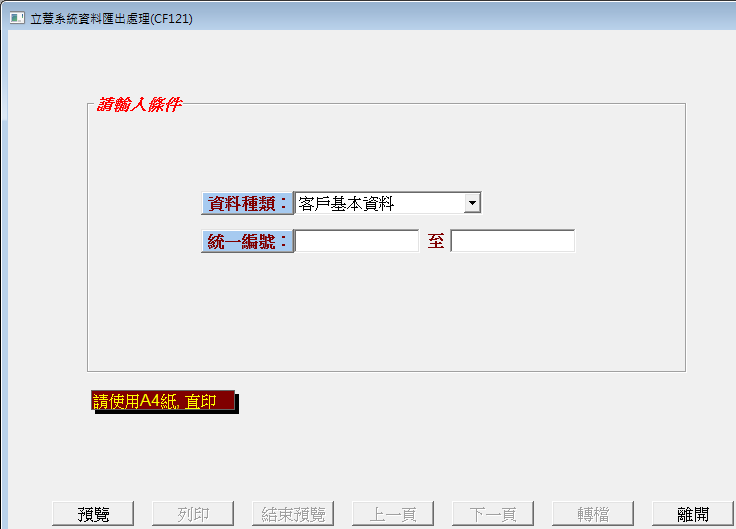 立薏系統資料匯出處理(CF121)
請輸入條件
資料種類： 客戶基本資料
統一編號： 至
請使用A4紙, 直印
預覽 列印 結束預覽 上一頁 下一頁 轉檔 離開